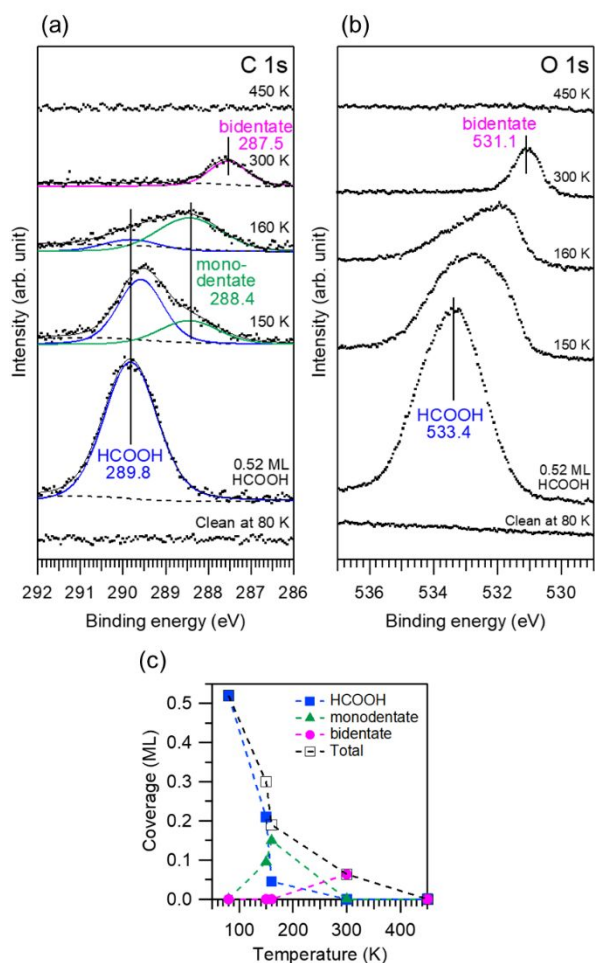 (a)
C 1s
450 K
bidentate
287.5
300 K
160 K
mono-
dentate
288.4
150 K
HCOOH
289.8
0.52 ML
HCOOH
Clean at 80 K
Intensity (arb. unit)
292 291 290 289 288 287 286
Binding energy (eV)
(b)
O 1s
450 K
bidentate
531.1
300 K
160 K
150 K
HCOOH
533.4
0.52 ML
HCOOH
Clean at 80 K
Intensity (arb. unit)
536 534 532 530
Binding energy (eV)
(c)
HCOOH
monodentate
bidentate
Total
0.5
0.4
0.3
0.2
0.1
0.0
Coverage (ML)
100 200 300 400
Temperature (K)